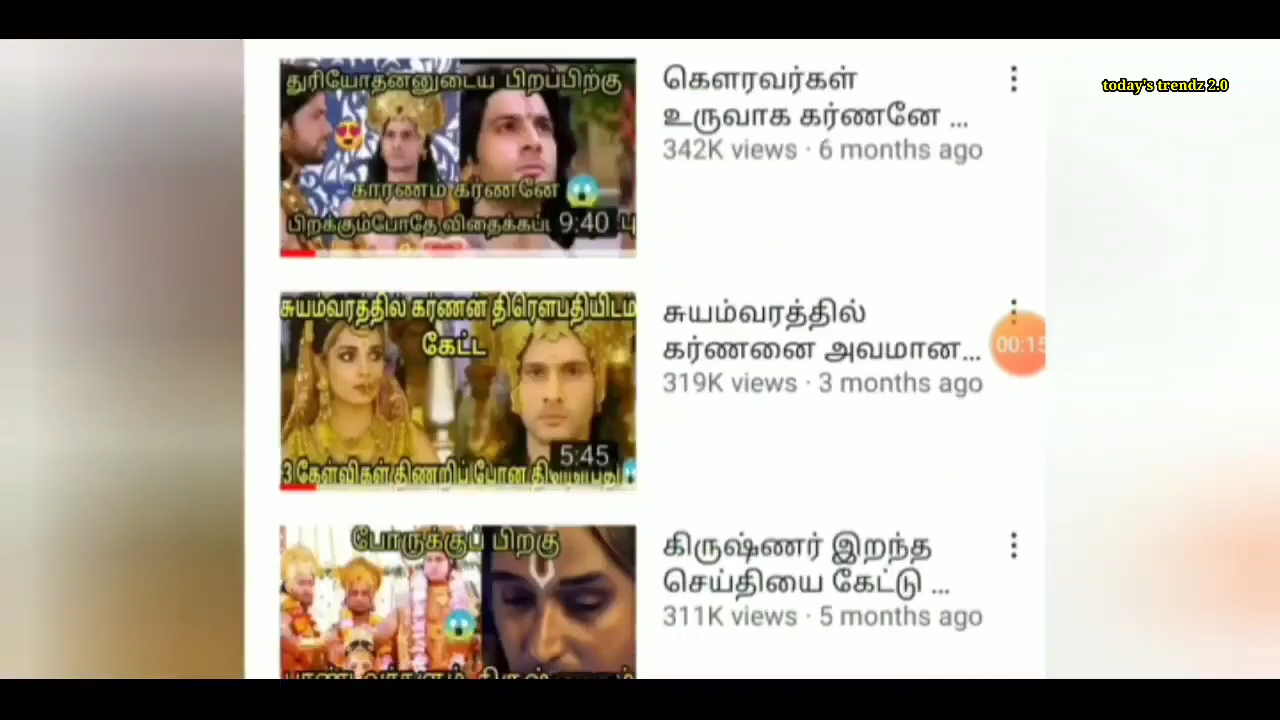 today's trendz 2.0
துரியோதனனுடைய பிறப்பிற்கு
காரணம் கர்ணனே
பிறக்கும்போதே விதைக்கப்ப
9:40
கௌரவர்கள்
உருவாக கர்ணனே ...
342K views · 6 months ago
சுயம்வரத்தில் கர்ணன் திரௌபதியிடம்
கேட்ட
3 கேள்விகள் திணறிப் போன
5:45
சுயம்வரத்தில்
கர்ணனை அவமான...
319K views · 3 months ago
00:15
போருக்குப் பிறகு
கிருஷ்ணர் இறந்த
செய்தியை கேட்டு ...
311K views · 5 months ago